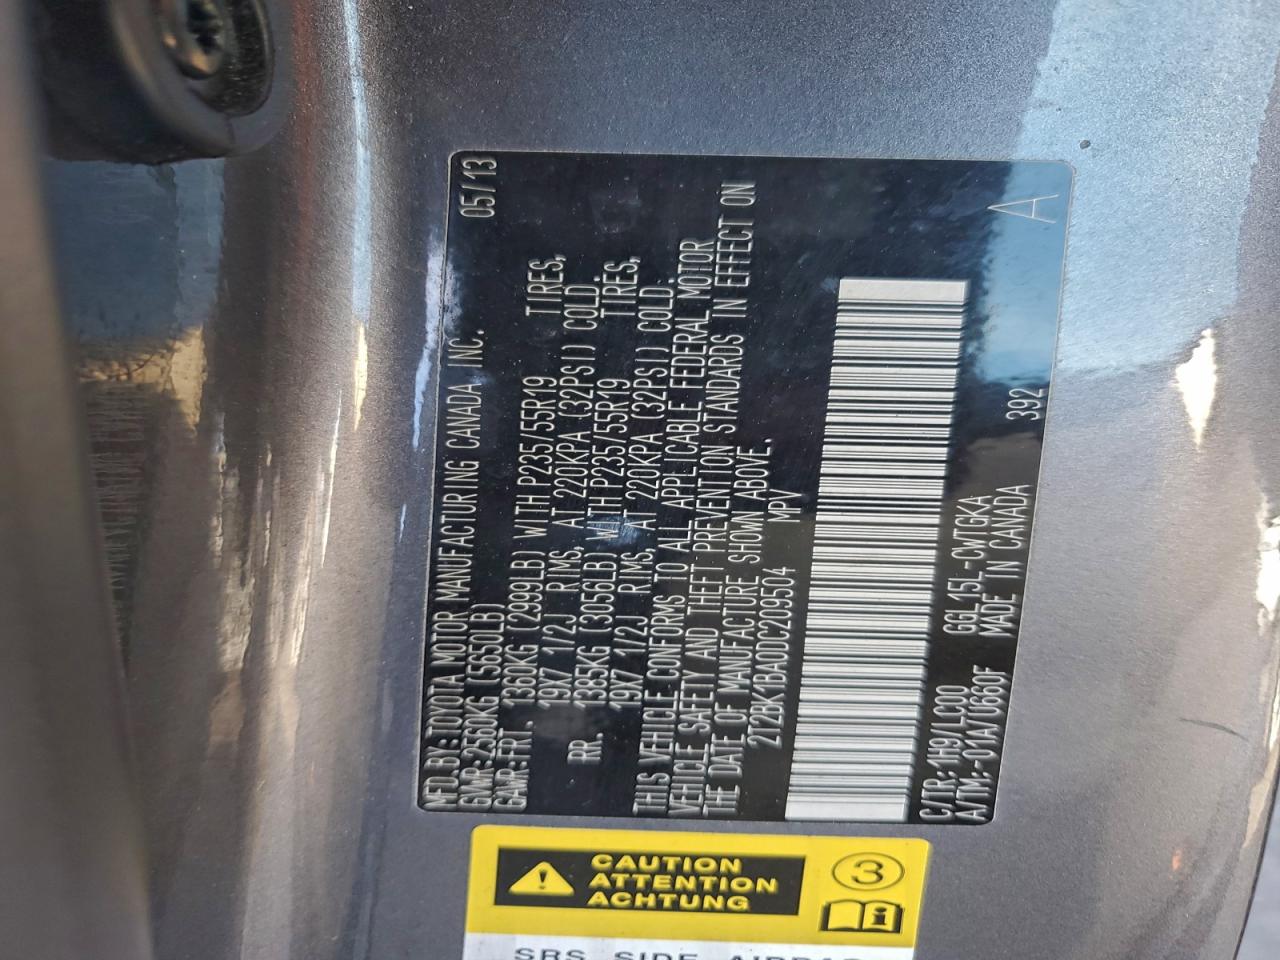 MFD. BY: TOYOTA MOTOR MANUFACTURING CANADA INC. 05/13
GVWR: 2563KG (5650LB)
GAWR: FRT. 1360KG (2999LB) WITH P235/55R19 TIRES,
19X7 1/2J RIMS, AT 220KPA (32PSI) COLD.
RR. 1385KG (3056LB) WITH P235/55R19 TIRES,
19X7 1/2J RIMS, AT 220KPA (32PSI) COLD.
THIS VEHICLE CONFORMS TO ALL APPLICABLE FEDERAL MOTOR
VEHICLE SAFETY AND THEFT PREVENTION STANDARDS IN EFFECT ON
THE DATE OF MANUFACTURE SHOWN ABOVE.
2T2BK1BA0DC209504 MPV
C/TR: 1H9/LC00 GGL15L-CWTGKA 392
A/TM: -01A/U660F MADE IN CANADA
A
CAUTION
ATTENTION
ACHTUNG
3
i
SRS SIDE AIRBAG